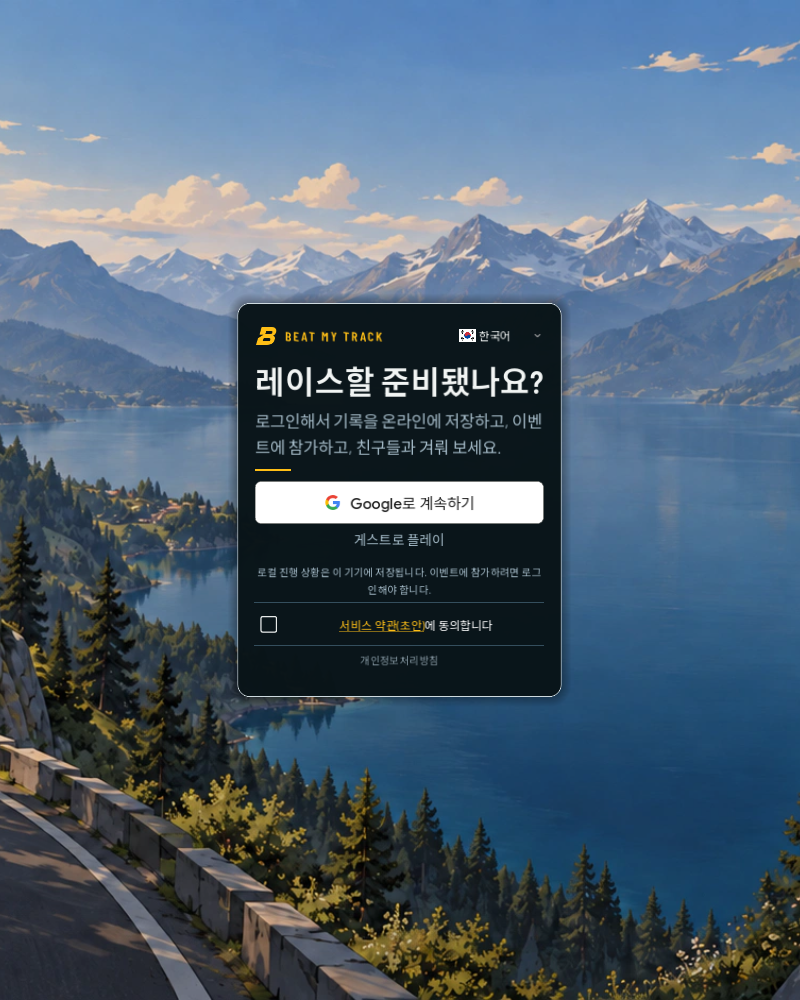 BEAT MY TRACK
한국어
레이스할 준비됐나요?
로그인해서 기록을 온라인에 저장하고, 이벤
트에 참가하고, 친구들과 겨뤄 보세요.
Google로 계속하기
게스트로 플레이
로컬 진행 상황은 이 기기에 저장됩니다. 이벤트에 참가하려면 로그
인해야 합니다.
서비스 약관(초안)에 동의합니다
개인정보처리방침